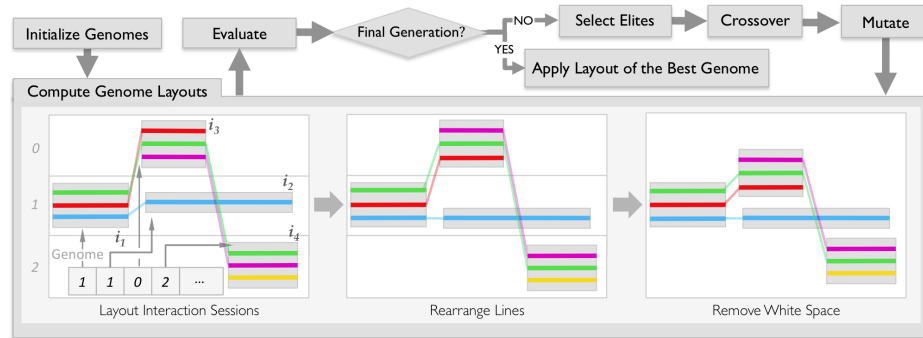 Initialize Genomes
Evaluate
Final Generation?
NO
YES
Select Elites
Crossover
Mutate
Apply Layout of the Best Genome
Compute Genome Layouts
0
1
2
i3
i2
i1
i4
Genome
1 1 0 2 ...
Layout Interaction Sessions
Rearrange Lines
Remove White Space